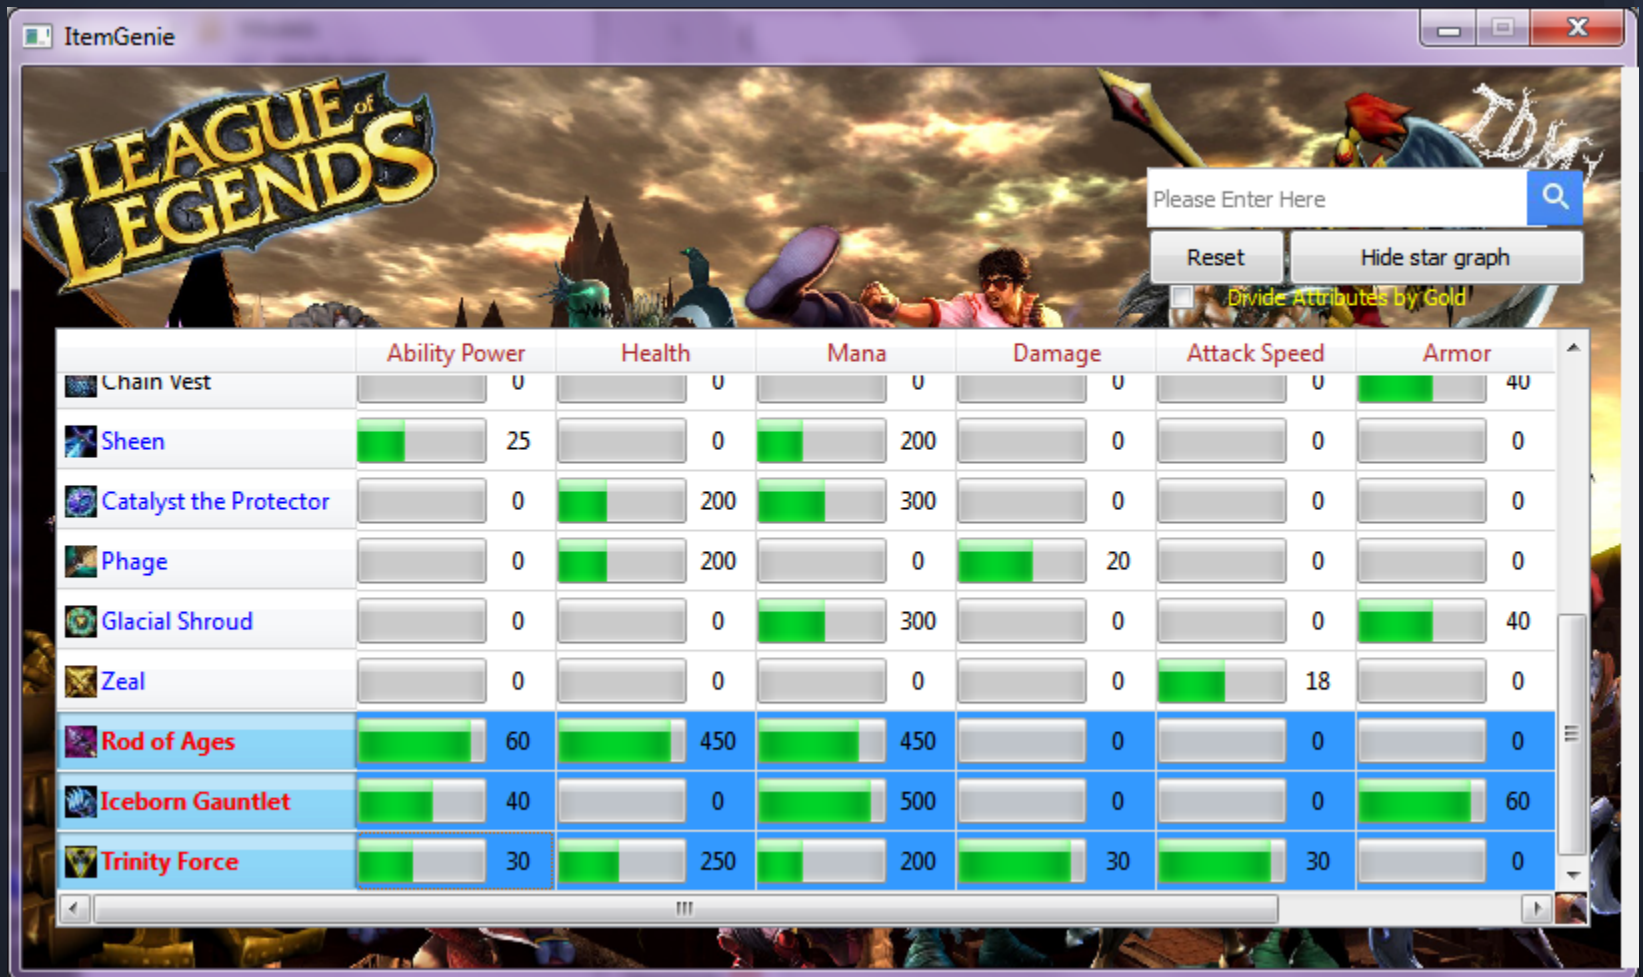 ItemGenie
LEAGUE of LEGENDS
IDMy
Please Enter Here
Reset Hide star graph
Divide Attributes by Gold
Ability Power Health Mana Damage Attack Speed Armor
Chain Vest 0 0 0 0 0 40
Sheen 25 0 200 0 0 0
Catalyst the Protector 0 200 300 0 0 0
Phage 0 200 0 20 0 0
Glacial Shroud 0 0 300 0 0 40
Zeal 0 0 0 0 18 0
Rod of Ages 60 450 450 0 0 0
Iceborn Gauntlet 40 0 500 0 0 60
Trinity Force 30 250 200 30 30 0